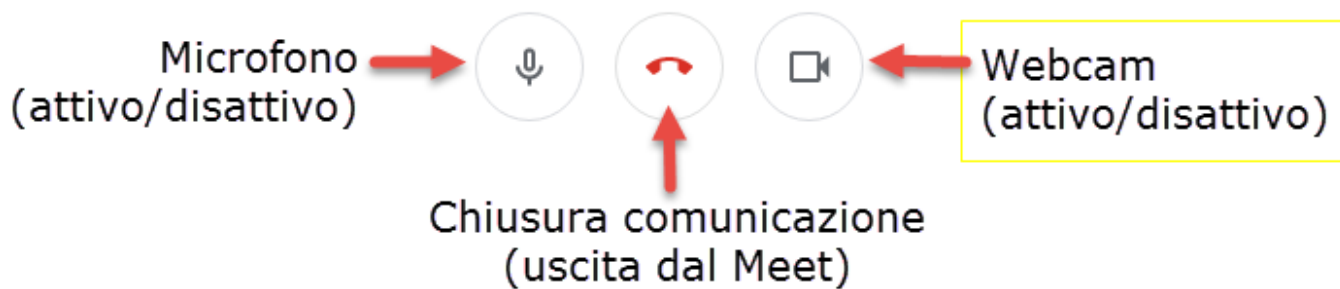 Microfono
(attivo/disattivo)
Webcam
(attivo/disattivo)
Chiusura comunicazione
(uscita dal Meet)